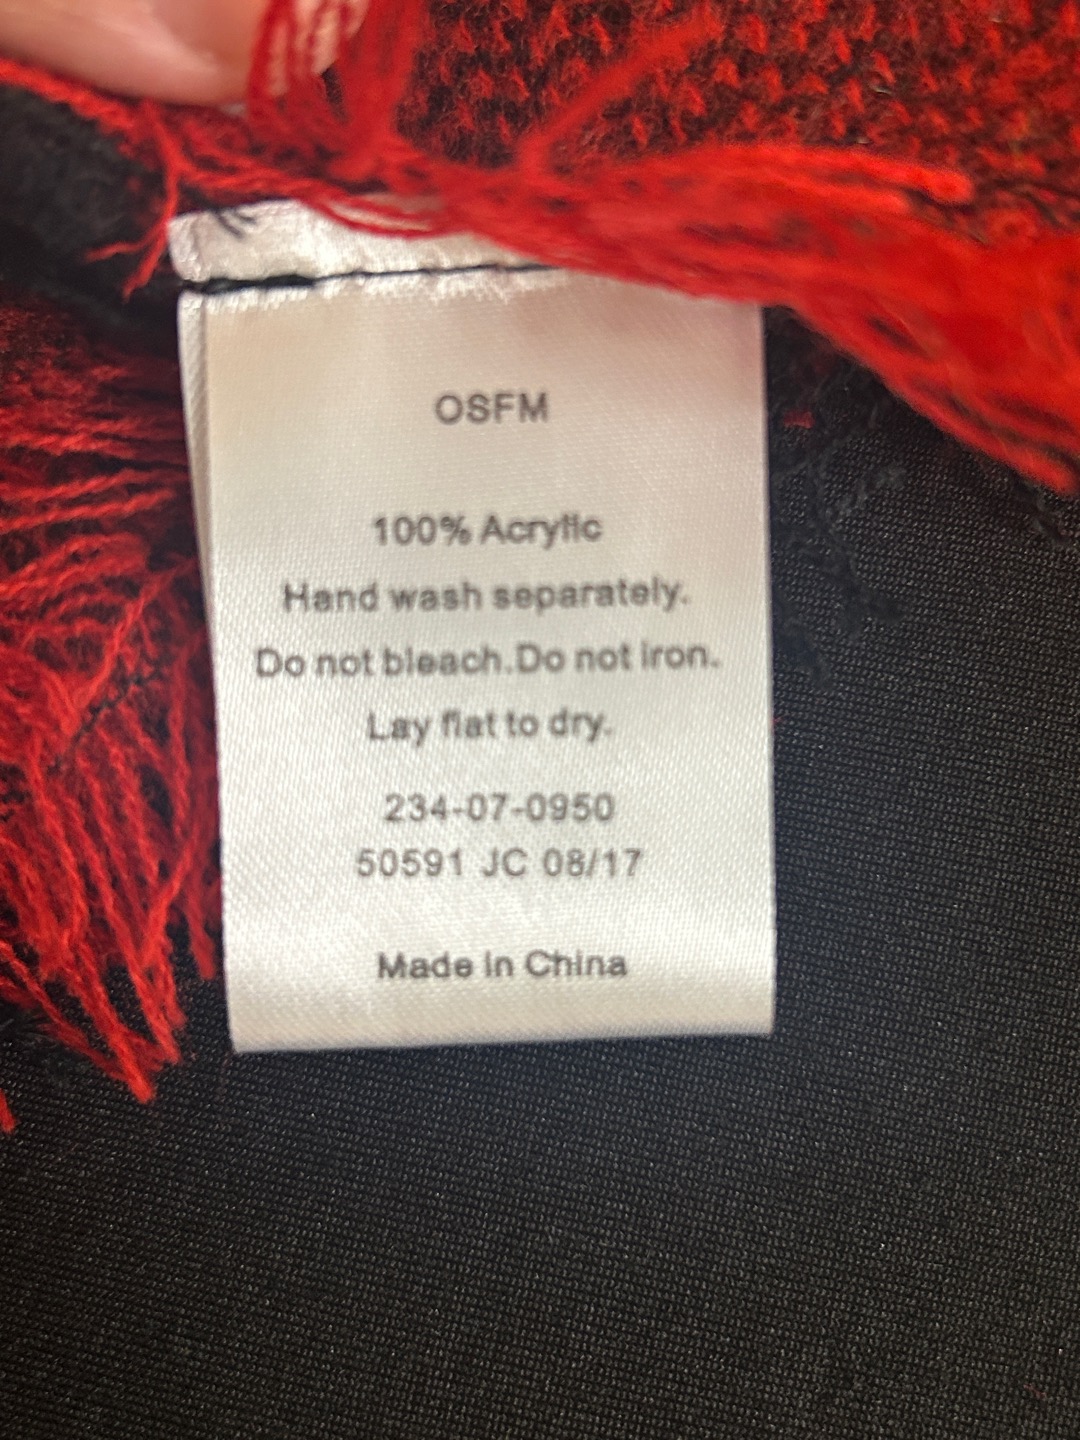 OSFM
100% Acrylic
Hand wash separately.
Do not bleach.Do not iron.
Lay flat to dry.
234-07-0950
50591 JC 08/17
Made in China